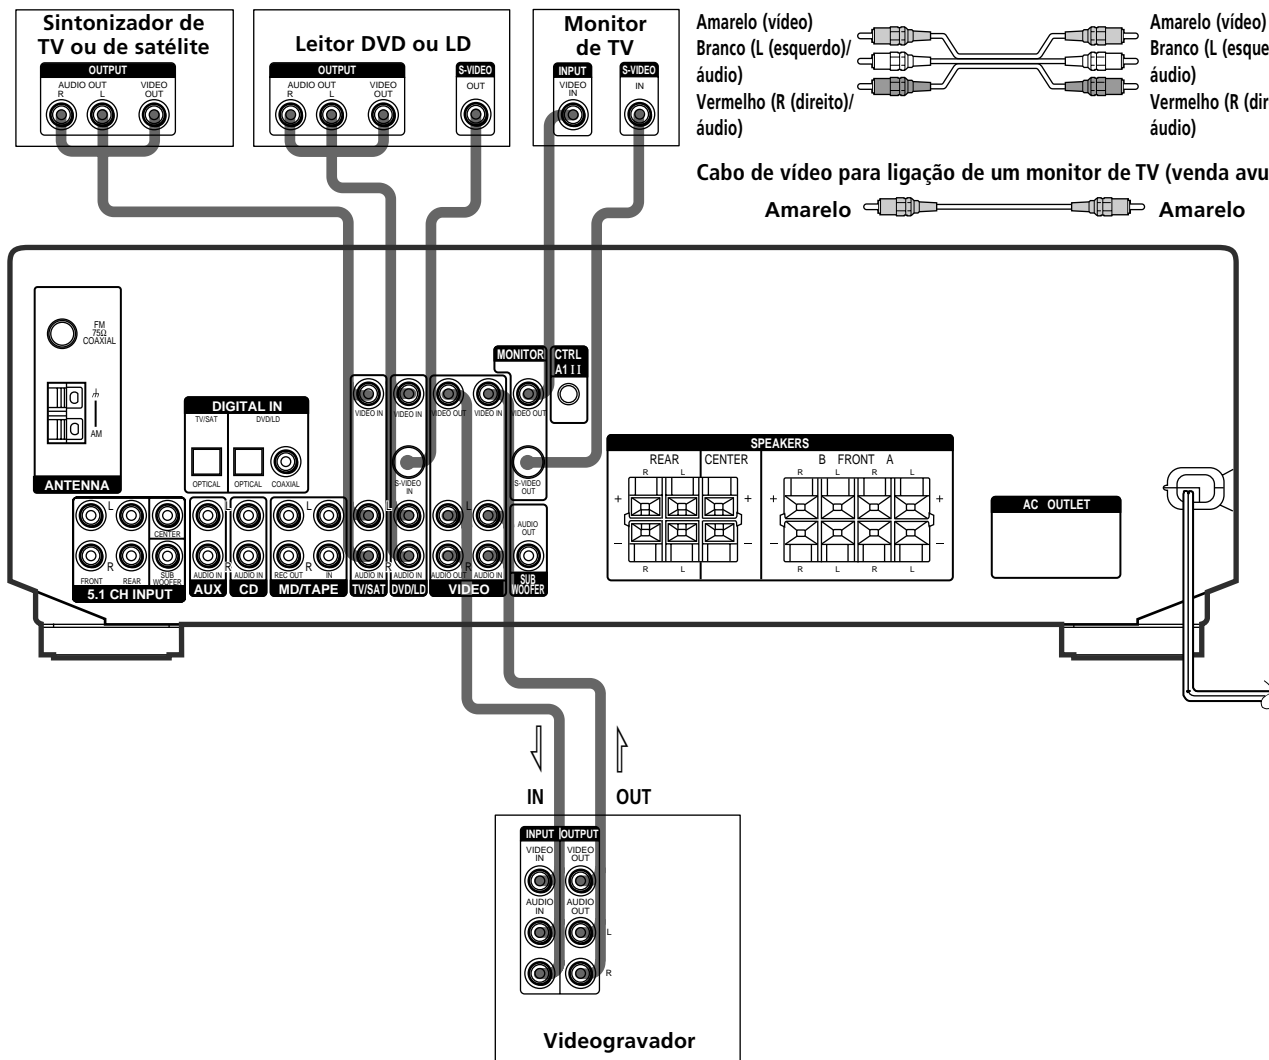 Sintonizador de
TV ou de satélite
OUTPUT
AUDIO OUT
R L
VIDEO
OUT
Leitor DVD ou LD
OUTPUT
AUDIO OUT
R L
VIDEO
OUT
S-VIDEO
OUT
Monitor
de TV
INPUT
VIDEO
IN
S-VIDEO
IN
Amarelo (vídeo)
Branco (L (esquerdo)/
áudio)
Vermelho (R (direito)/
áudio)
Amarelo (vídeo)
Branco (L (esque
áudio)
Vermelho (R (dir
áudio)
Cabo de vídeo para ligação de um monitor de TV (venda avu
Amarelo
Amarelo
FM
75Ω
COAXIAL
AM
ANTENNA
DIGITAL IN
TV/SAT
DVD/LD
OPTICAL
OPTICAL
COAXIAL
MONITOR
CTRL
A1 II
VIDEO IN
VIDEO IN
VIDEO OUT
VIDEO IN
VIDEO OUT
S-VIDEO
IN
S-VIDEO
OUT
L
L
L
L
L
CENTER
AUDIO
OUT
R
R
R
R
R
FRONT
REAR
SUB
WOOFER
AUDIO IN
AUDIO IN
REC OUT
IN
AUDIO IN
AUDIO IN
AUDIO OUT
AUDIO IN
5.1 CH INPUT
AUX
CD
MD/TAPE
TV/SAT
DVD/LD
VIDEO
SUB
WOOFER
SPEAKERS
REAR
CENTER
B FRONT A
R L
R L R L
+ +
+ +
– –
– –
R L
R L R L
AC OUTLET
IN
OUT
INPUT
OUTPUT
VIDEO
IN
VIDEO
OUT
AUDIO
IN
AUDIO
OUT
L
R
Videogravador